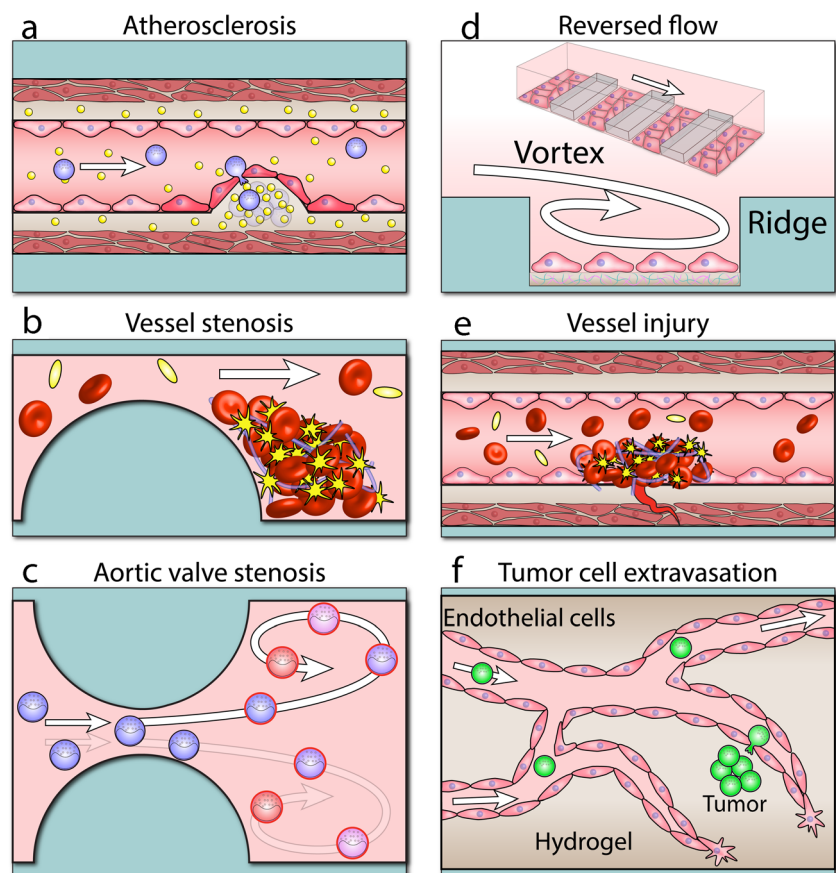 a Atherosclerosis
d Reversed flow
Vortex
Ridge
b Vessel stenosis
e Vessel injury
c Aortic valve stenosis
f Tumor cell extravasation
Endothelial cells
Tumor
Hydrogel